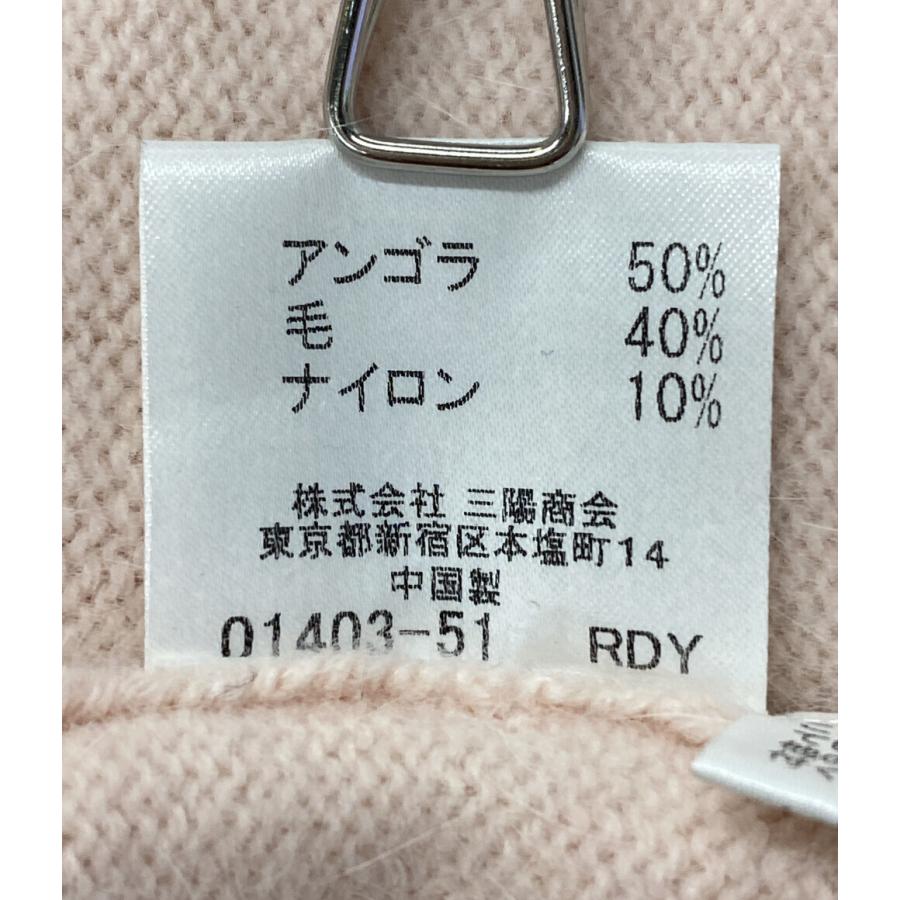 アンゴラ 50%
毛 40%
ナイロン 10%
株式会社 三陽商会
東京都新宿区本塩町14
中国製
01403-51 RDY